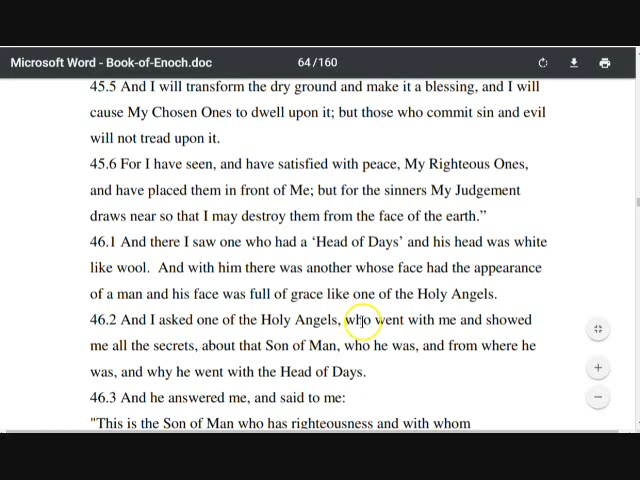 Microsoft Word - Book-of-Enoch.doc 64 / 160
45.5 And I will transform the dry ground and make it a blessing, and I will
cause My Chosen Ones to dwell upon it; but those who commit sin and evil
will not tread upon it.
45.6 For I have seen, and have satisfied with peace, My Righteous Ones,
and have placed them in front of Me; but for the sinners My Judgement
draws near so that I may destroy them from the face of the earth.”
46.1 And there I saw one who had a ‘Head of Days’ and his head was white
like wool. And with him there was another whose face had the appearance
of a man and his face was full of grace like one of the Holy Angels.
46.2 And I asked one of the Holy Angels, who went with me and showed
me all the secrets, about that Son of Man, who he was, and from where he
was, and why he went with the Head of Days.
46.3 And he answered me, and said to me:
"This is the Son of Man who has righteousness and with whom